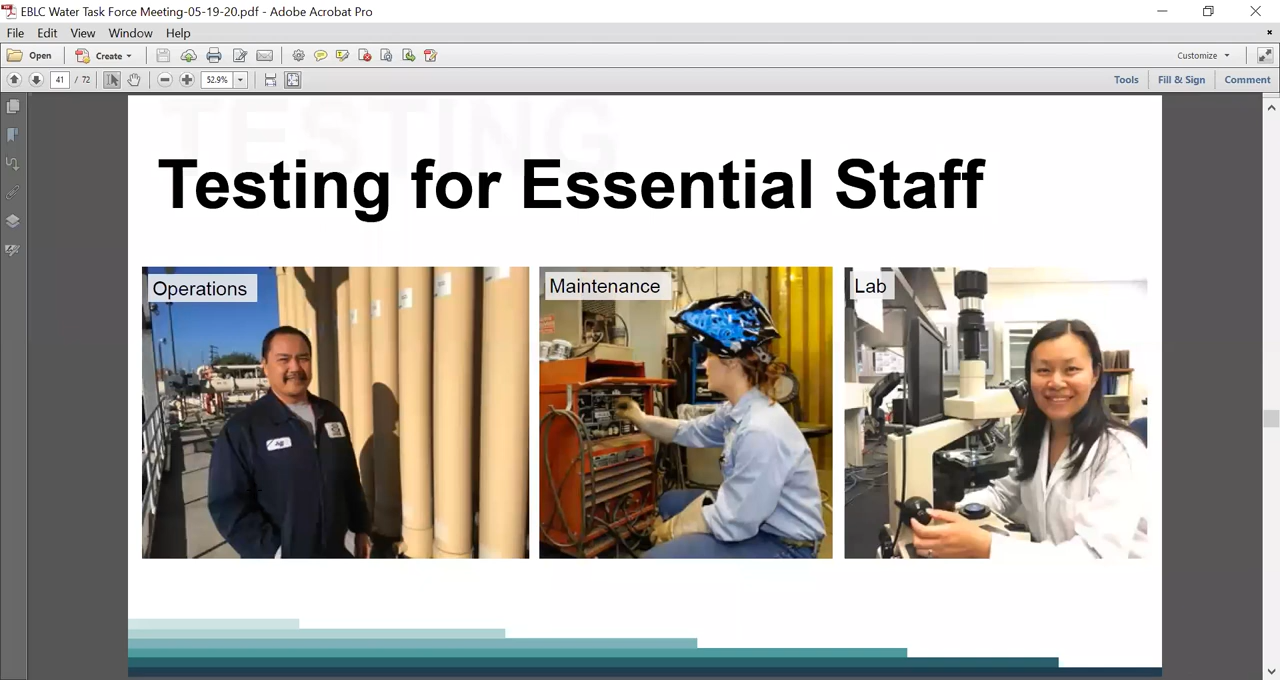 EBLC Water Task Force Meeting-05-19-20.pdf - Adobe Acrobat Pro
File Edit View Window Help
Open Create Customize
41 / 72 52.9% Tools Fill & Sign Comment
TESTING
Testing for Essential Staff
Operations
Maintenance
Lab